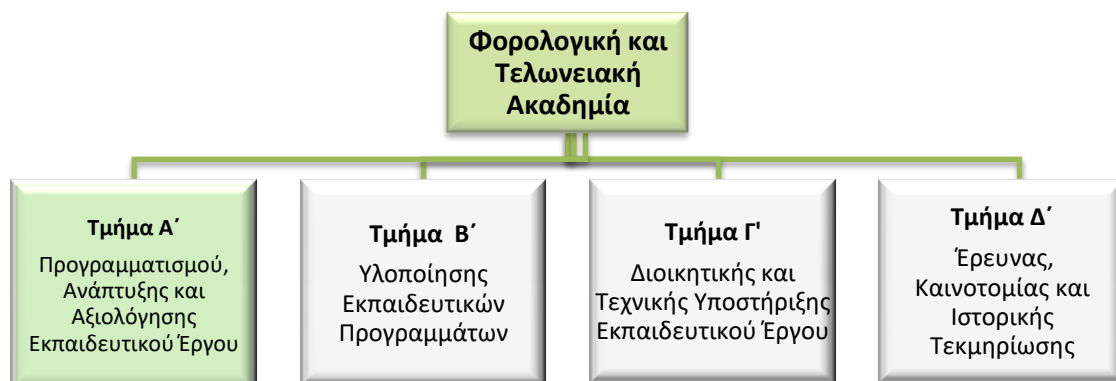 Φορολογική και
Τελωνειακή
Ακαδημία
Τμήμα Α΄
Προγραμματισμού,
Ανάπτυξης και
Αξιολόγησης
Εκπαιδευτικού Έργου
Τμήμα Β΄
Υλοποίησης
Εκπαιδευτικών
Προγραμμάτων
Τμήμα Γ'
Διοικητικής και
Τεχνικής Υποστήριξης
Εκπαιδευτικού Έργου
Τμήμα Δ΄
Έρευνας,
Καινοτομίας και
Ιστορικής
Τεκμηρίωσης